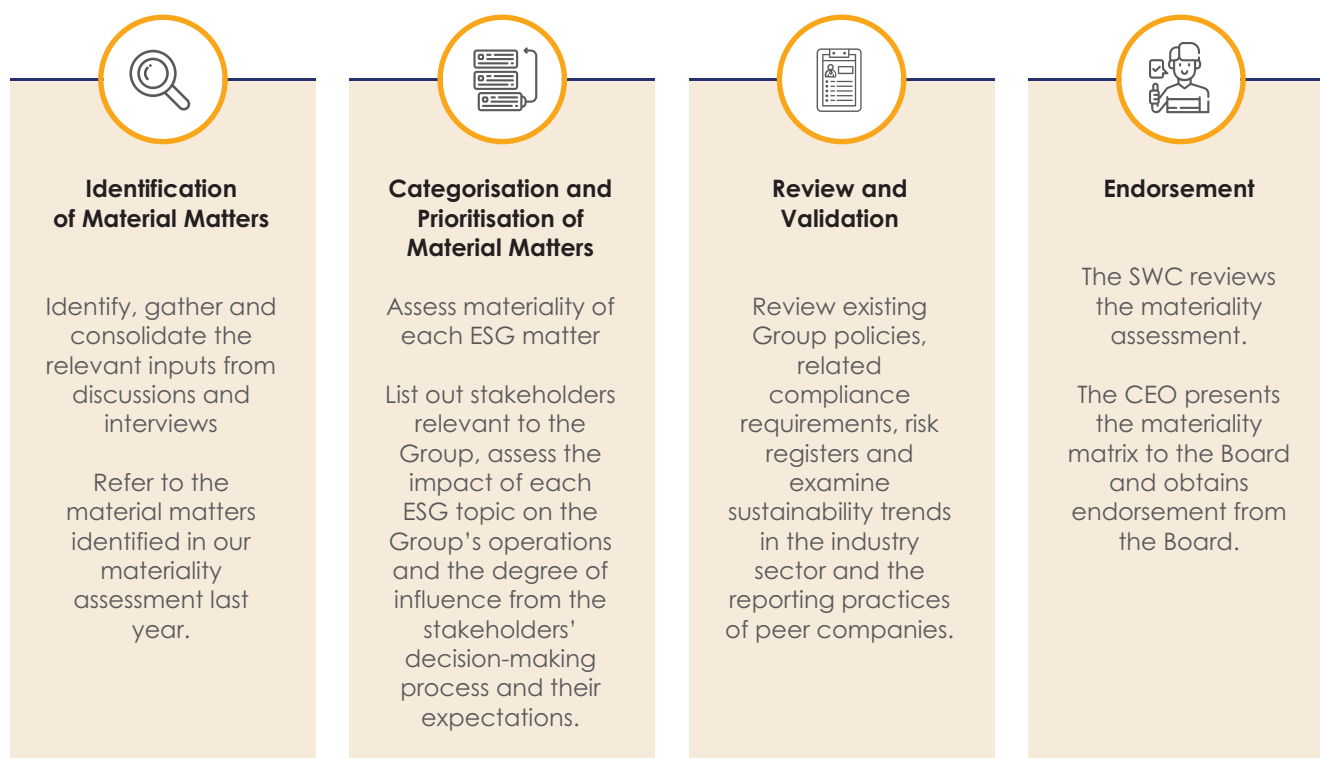 Identification
of Material Matters
Identify, gather and
consolidate the
relevant inputs from
discussions and
interviews
Refer to the
material matters
identified in our
materiality
assessment last
year.
Categorisation and
Prioritisation of
Material Matters
Assess materiality of
each ESG matter
List out stakeholders
relevant to the
Group, assess the
impact of each
ESG topic on the
Group’s operations
and the degree of
influence from the
stakeholders’
decision-making
process and their
expectations.
Review and
Validation
Review existing
Group policies,
related
compliance
requirements, risk
registers and
examine
sustainability trends
in the industry
sector and the
reporting practices
of peer companies.
Endorsement
The SWC reviews
the materiality
assessment.
The CEO presents
the materiality
matrix to the Board
and obtains
endorsement from
the Board.